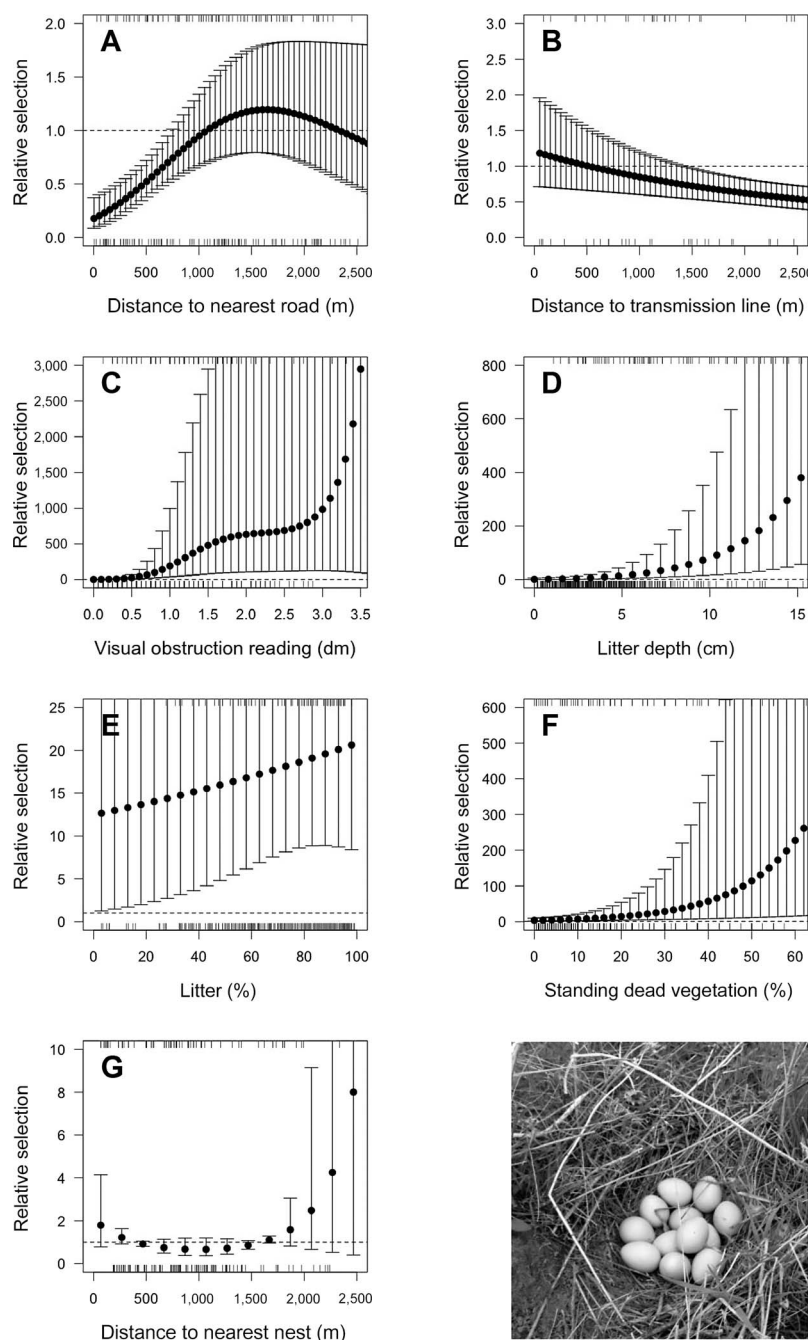 A
Relative selection
2.0
1.5
1.0
0.5
0.0
0 500 1,000 1,500 2,000 2,500
Distance to nearest road (m)
B
Relative selection
3.0
2.5
2.0
1.5
1.0
0.5
0.0
0 500 1,000 1,500 2,000 2,500
Distance to transmission line (m)
C
Relative selection
3,000
2,500
2,000
1,500
1,000
500
0
0.0 0.5 1.0 1.5 2.0 2.5 3.0 3.5
Visual obstruction reading (dm)
D
Relative selection
800
600
400
200
0
0 5 10 15
Litter depth (cm)
E
Relative selection
25
20
15
10
5
0
0 20 40 60 80 100
Litter (%)
F
Relative selection
600
500
400
300
200
100
0
0 10 20 30 40 50 60
Standing dead vegetation (%)
G
Relative selection
10
8
6
4
2
0
0 500 1,000 1,500 2,000 2,500
Distance to nearest nest (m)